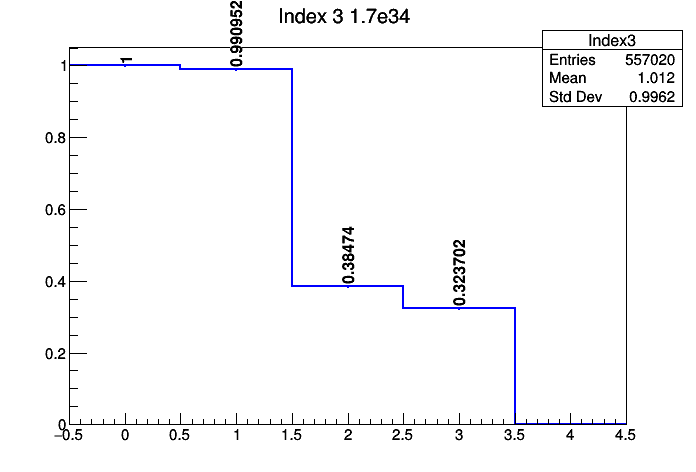 Index 3 1.7e34
Index3
Entries 557020
Mean 1.012
Std Dev 0.9962
1
0.990952
0.38474
0.323702
1
0.8
0.6
0.4
0.2
0
−0.5 0 0.5 1 1.5 2 2.5 3 3.5 4 4.5